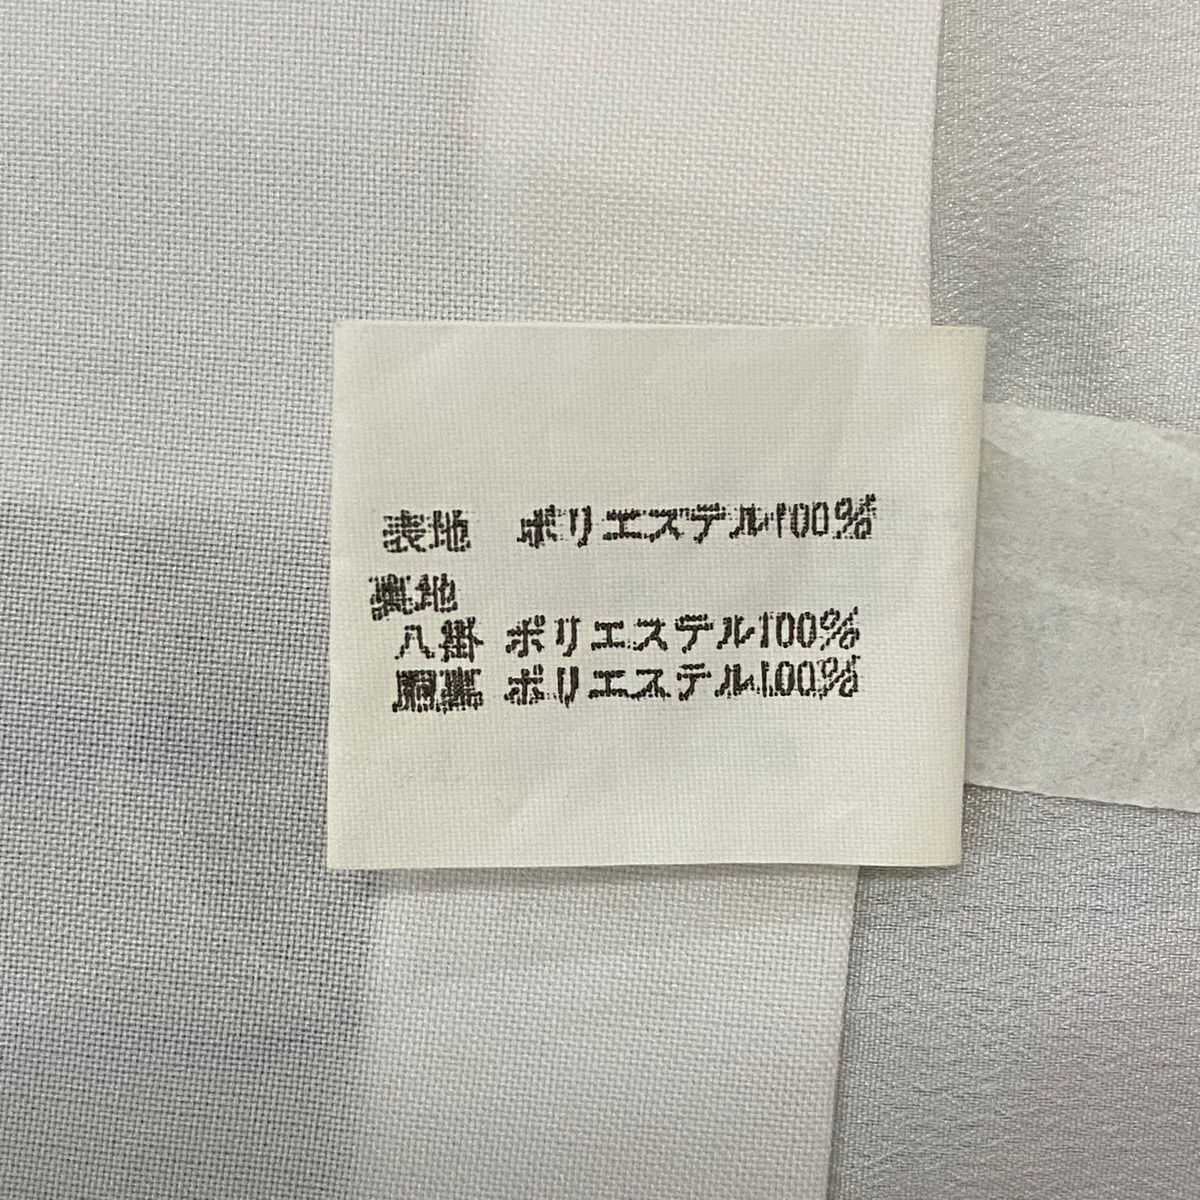 表地 ポリエステル100%
裏地
八掛 ポリエステル100%
胴裏 ポリエステル100%